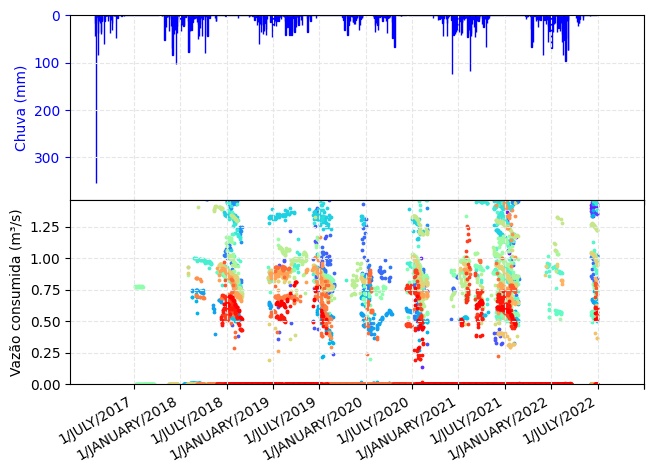 0
100
200
300
Chuva (mm)
1.25
1.00
0.75
0.50
0.25
0.00
Vazão consumida (m³/s)
1/JULY/2017
1/JANUARY/2018
1/JULY/2018
1/JANUARY/2019
1/JULY/2019
1/JANUARY/2020
1/JULY/2020
1/JANUARY/2021
1/JULY/2021
1/JANUARY/2022
1/JULY/2022